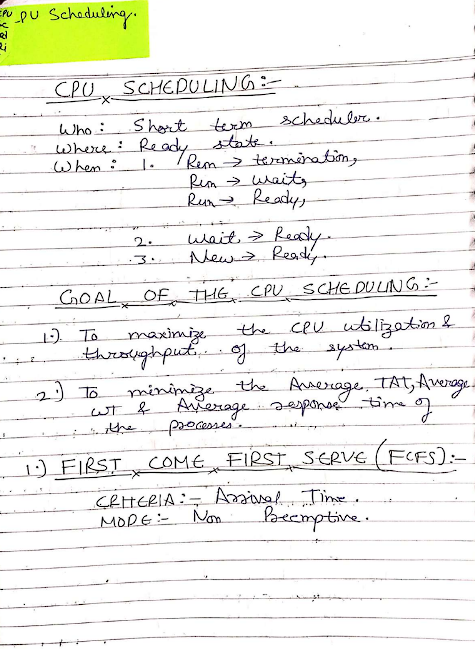 CPU Scheduling.
CPU SCHEDULING:-
Who: Short term scheduler.
Where: Ready state.
When: 1. Run → termination,
Run → wait,
Run → Ready,
2. wait → Ready.
3. New → Ready.
GOAL OF THE CPU SCHEDULING:-
1.) To maximize the CPU utilization &
throughput of the system.
2.) To minimize the Average TAT, Average
WT & Average response time of
the processes.
1.) FIRST COME FIRST SERVE (FCFS):-
CRITERIA:- Arrival Time.
MODE:- Non Preemptive.